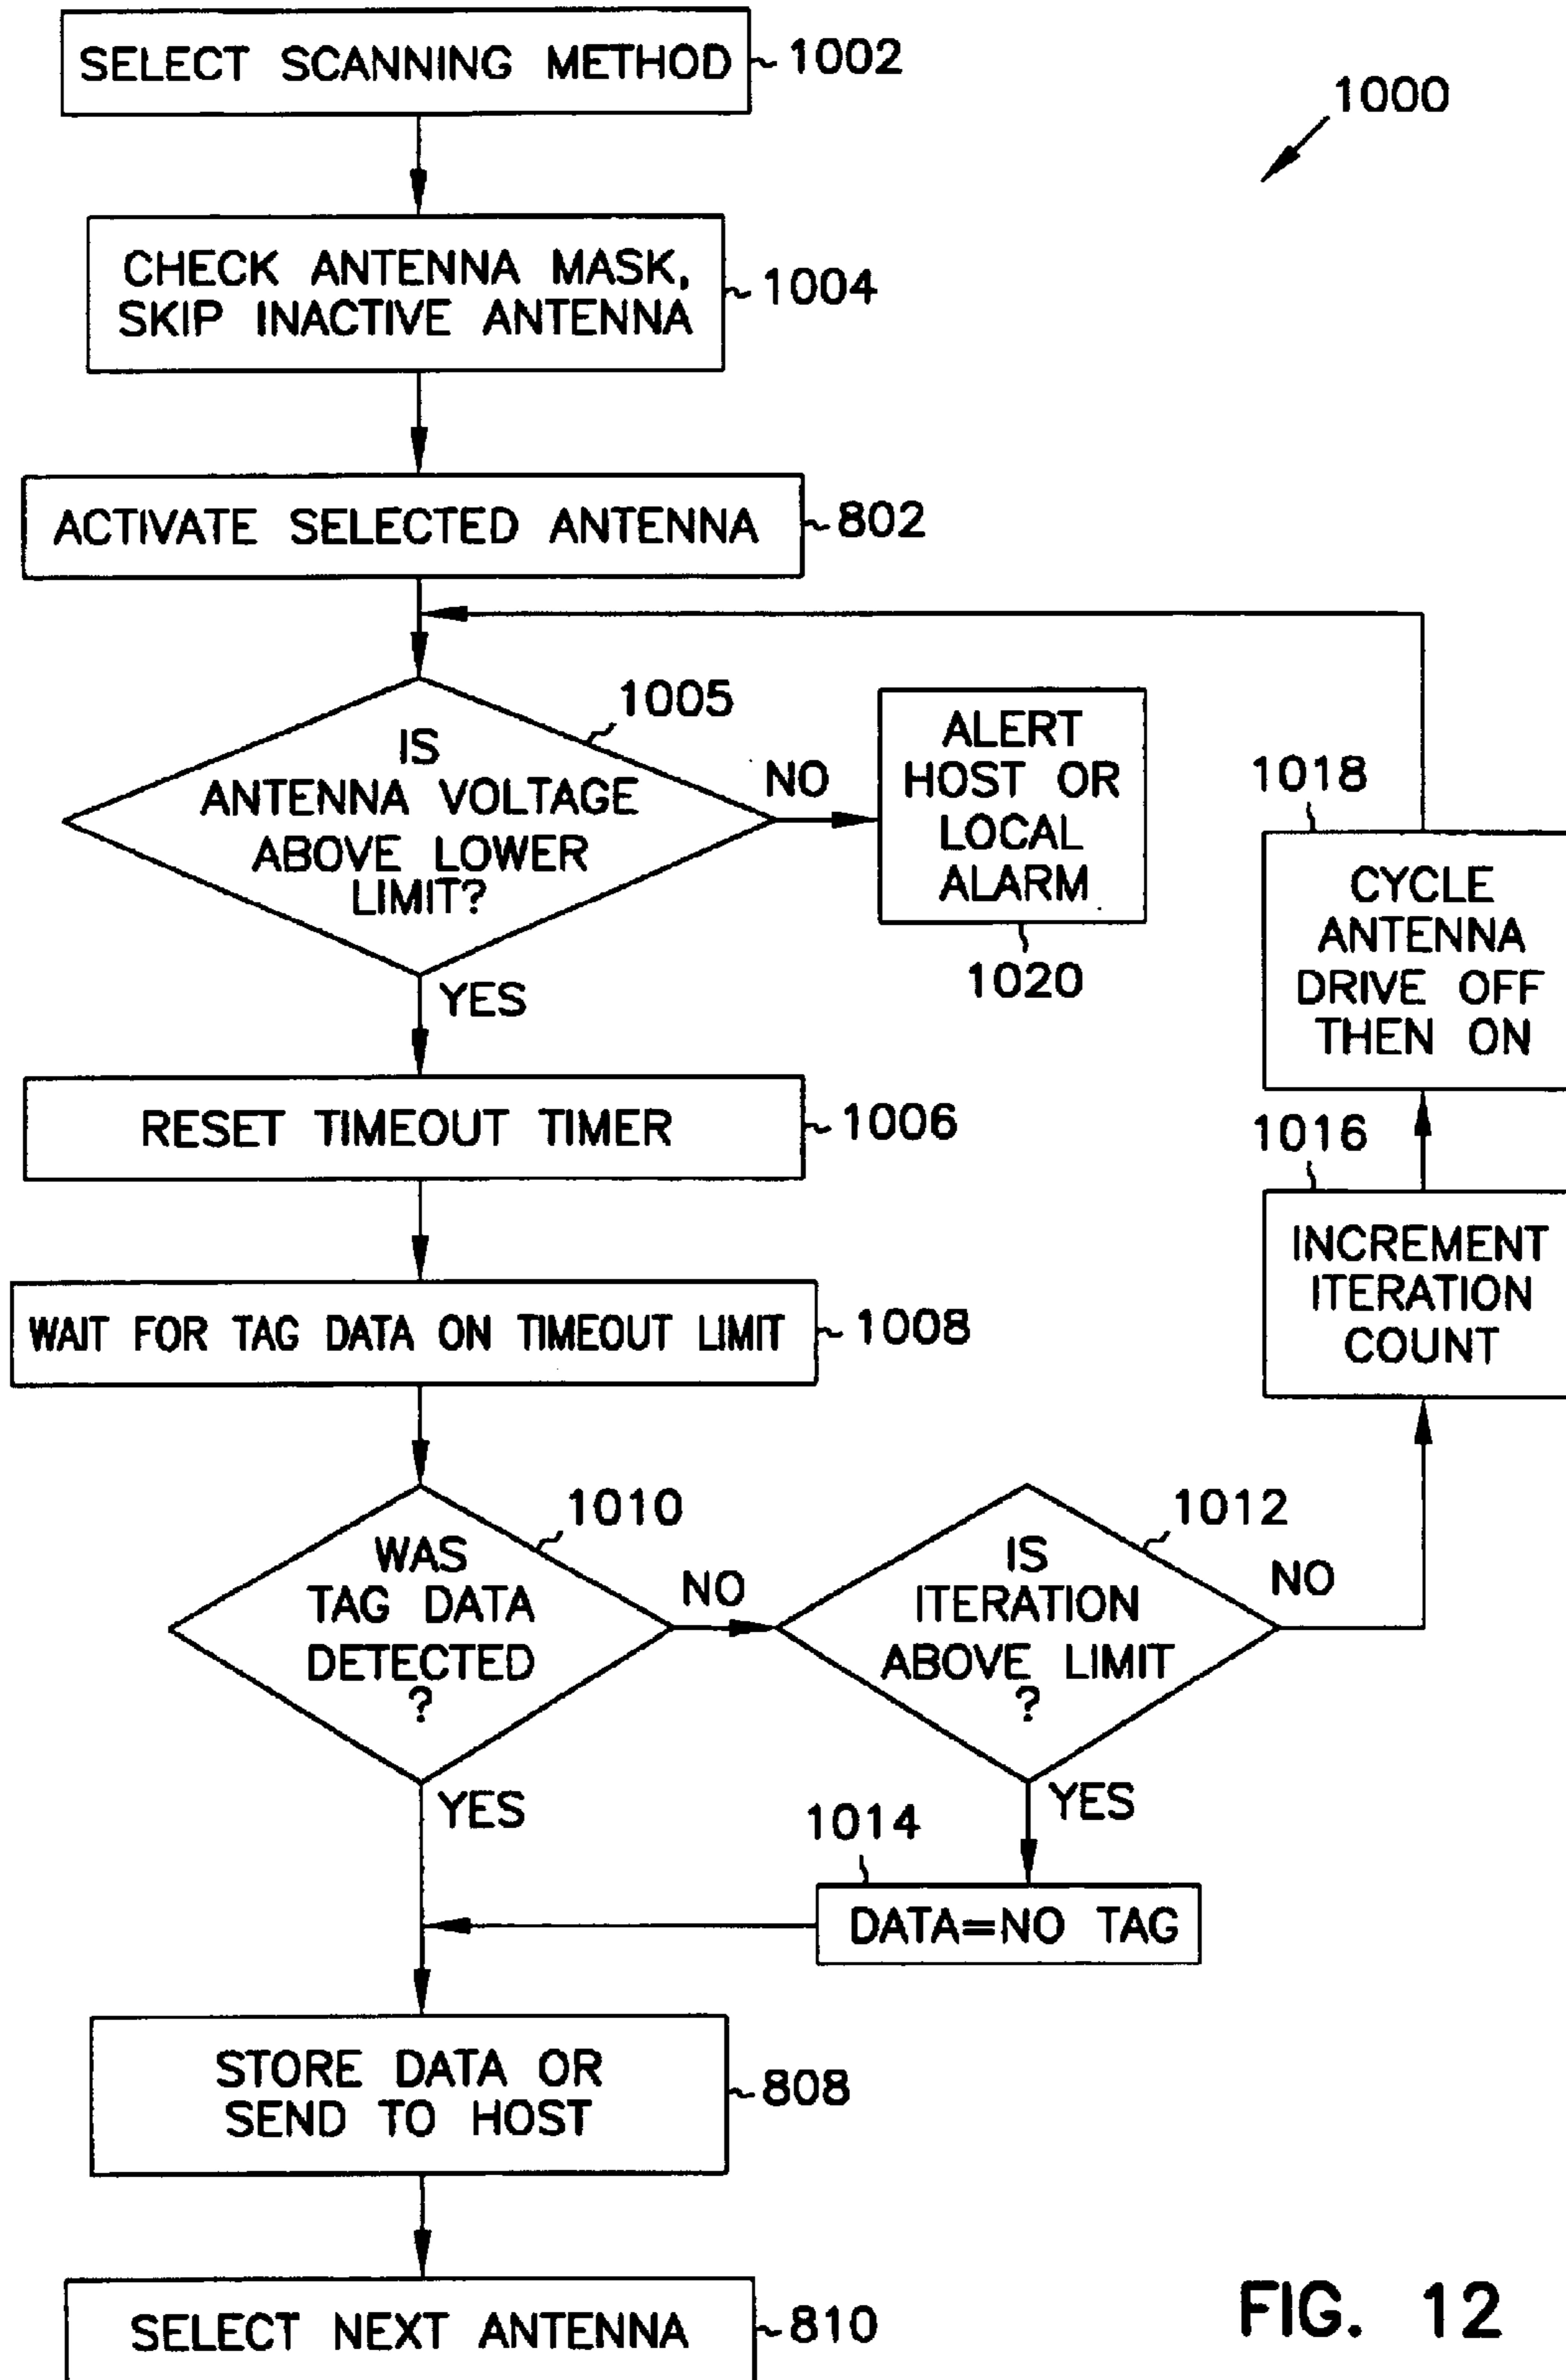 SELECT SCANNING METHOD
1002
1000
CHECK ANTENNA MASK,
SKIP INACTIVE ANTENNA
1004
ACTIVATE SELECTED ANTENNA
802
IS
ANTENNA VOLTAGE
ABOVE LOWER
LIMIT?
1005
NO
YES
ALERT
HOST OR
LOCAL
ALARM
1020
1018
CYCLE
ANTENNA
DRIVE OFF
THEN ON
RESET TIMEOUT TIMER
1006
1016
INCREMENT
ITERATION
COUNT
WAIT FOR TAG DATA ON TIMEOUT LIMIT
1008
WAS
TAG DATA
DETECTED
?
1010
NO
YES
IS
ITERATION
ABOVE LIMIT
?
1012
NO
YES
1014
DATA=NO TAG
STORE DATA OR
SEND TO HOST
808
SELECT NEXT ANTENNA
810
FIG. 12